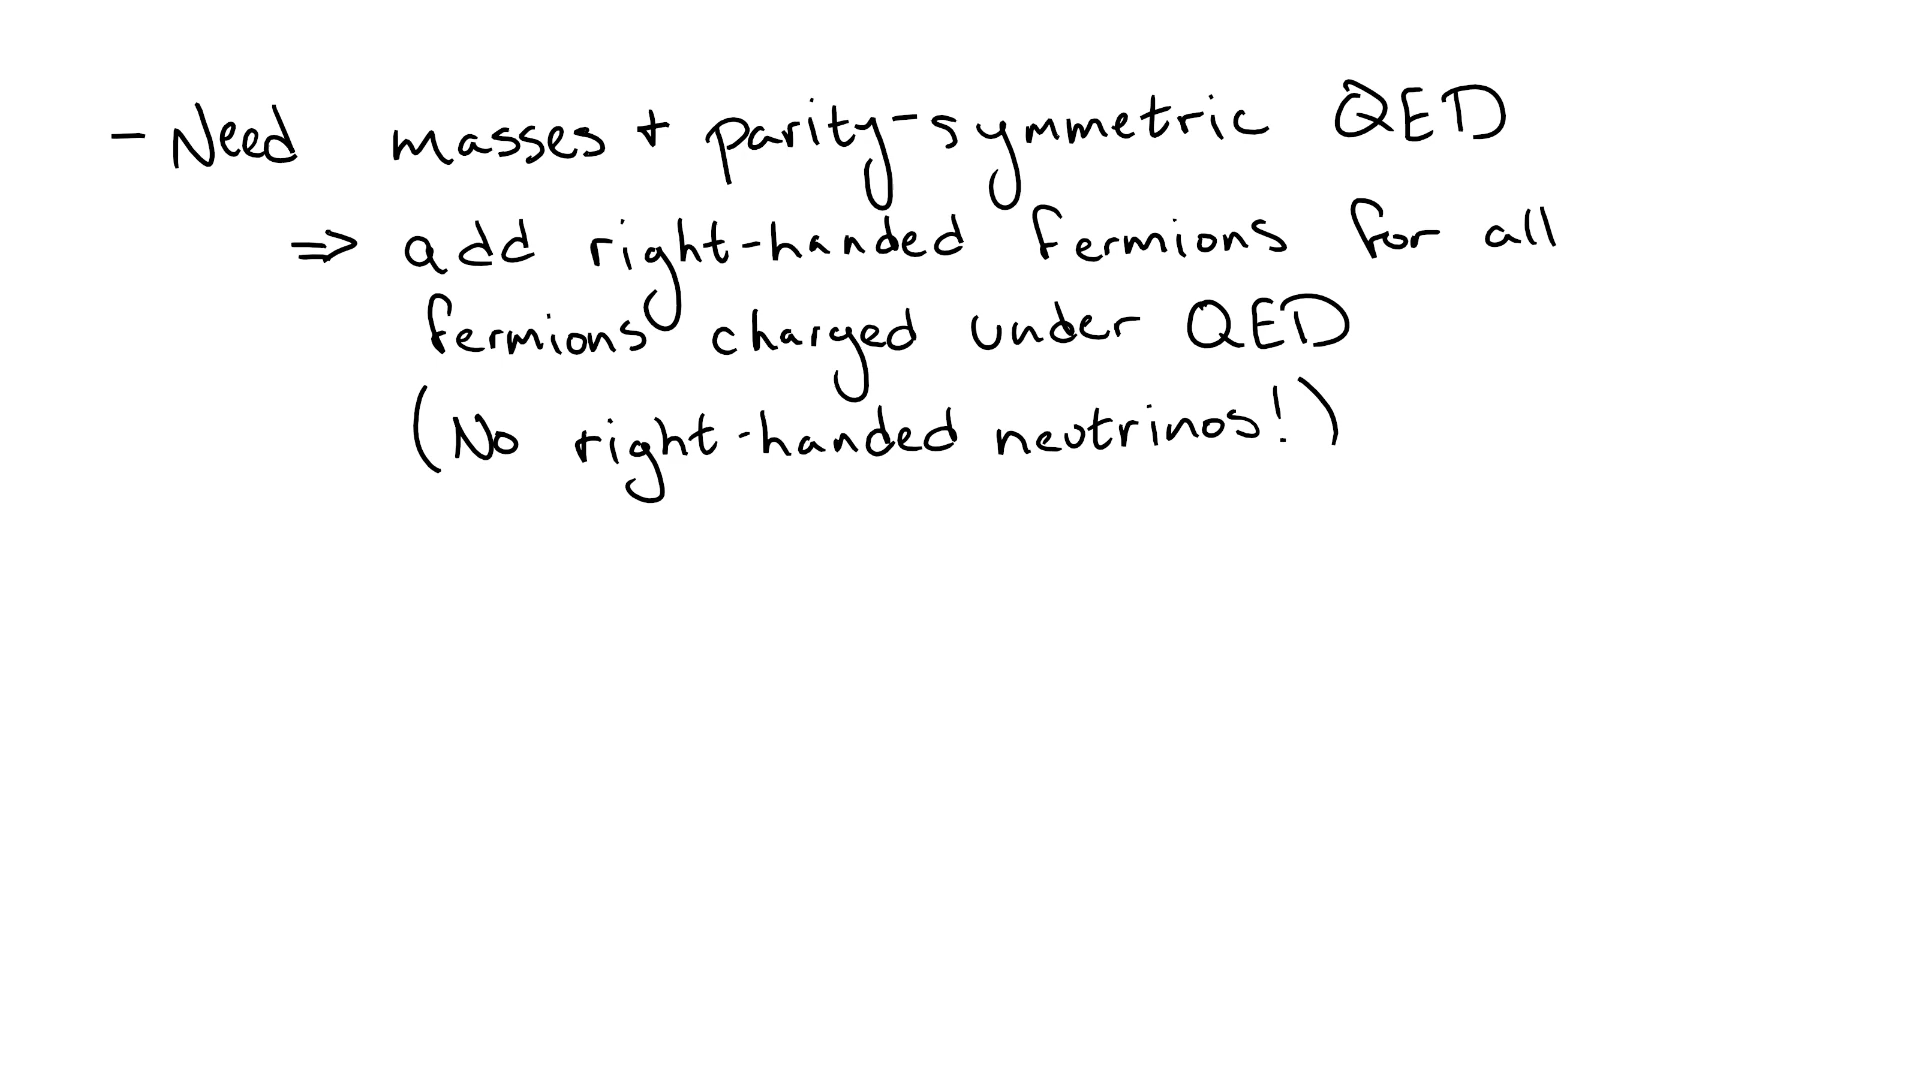 - Need masses + parity-symmetric QED
⇒ add right-handed fermions for all
fermions charged under QED
(No right-handed neutrinos!)